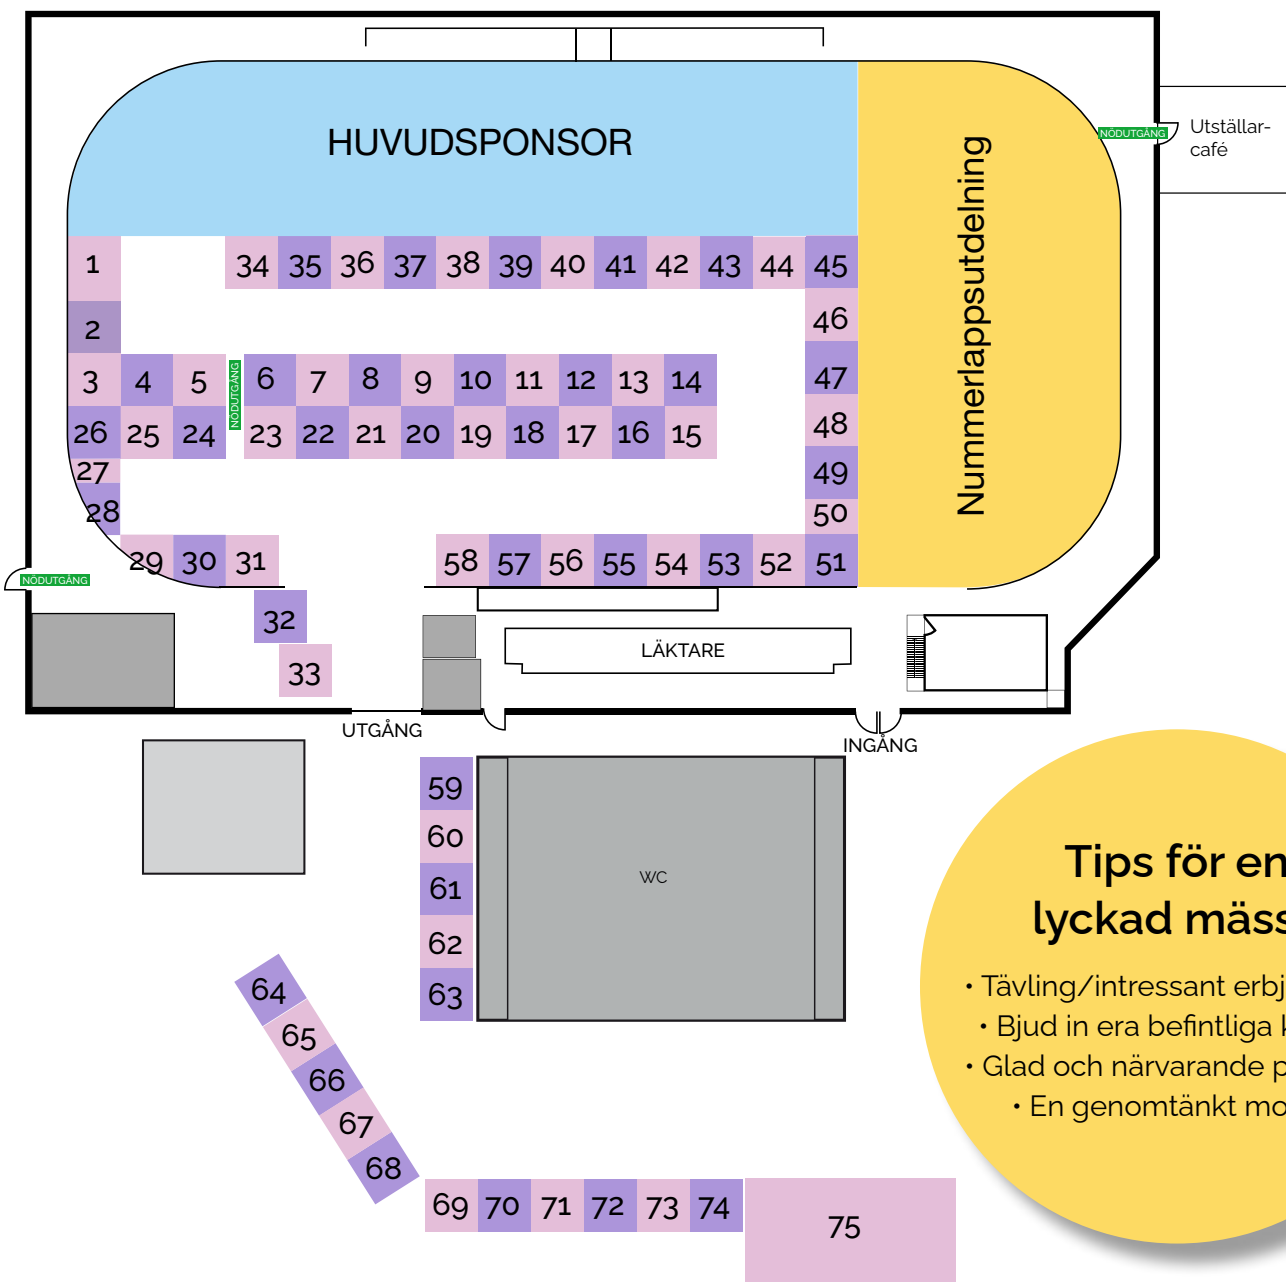 HUVUDSPONSOR
Nummerlappsutdelning
NÖDUTGÅNG
Utställar-
café
1
34 35 36 37 38 39 40 41 42 43 44 45
2
46
3 4 5
NÖDUTGÅNG
6 7 8 9 10 11 12 13 14
47
26 25 24 23 22 21 20 19 18 17 16 15
48
27
49
28
50
29 30 31
58 57 56 55 54 53 52 51
NÖDUTGÅNG
32
33
LÄKTARE
UTGÅNG
INGÅNG
59
60
61
62
63
WC
64
65
66
67
68
69 70 71 72 73 74
75
Tips för en
lyckad mäss
• Tävling/intressant erbj
• Bjud in era befintliga k
• Glad och närvarande p
• En genomtänkt mo